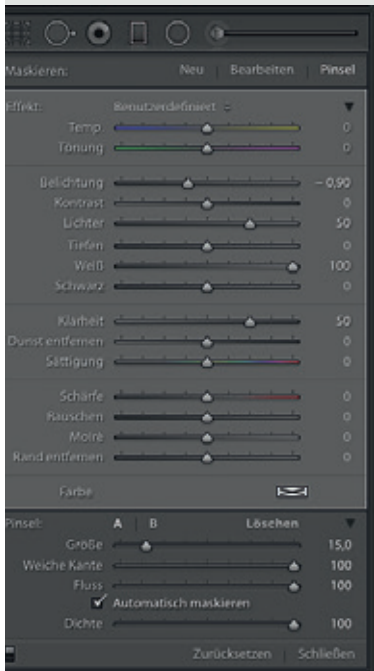 Maskieren: Neu Bearbeiten Pinsel
Effekt: Benutzerdefiniert
Temp. 0
Tönung 0
Belichtung – 0,90
Kontrast 0
Lichter 50
Tiefen 0
Weiß 100
Schwarz 0
Klarheit 50
Dunst entfernen 0
Sättigung 0
Schärfe 0
Rauschen 0
Moiré 0
Rand entfernen 0
Farbe
Pinsel: A B Löschen
Größe 15,0
Weiche Kante 100
Fluss 100
Automatisch maskieren
Dichte 100
Zurücksetzen Schließen